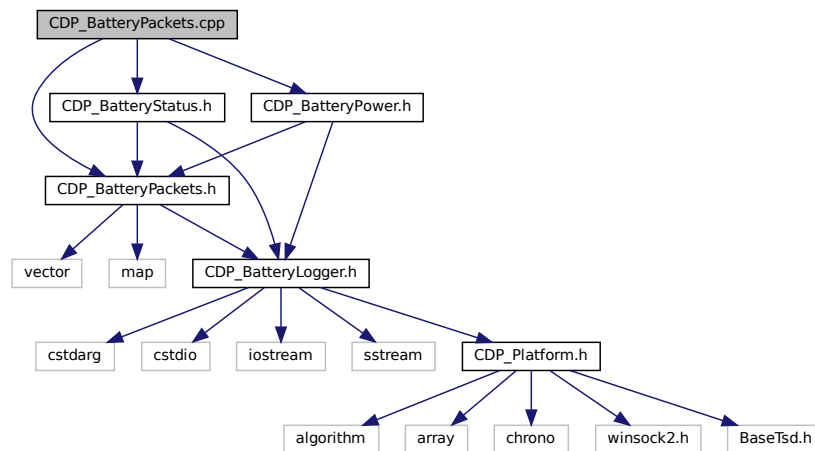 CDP_BatteryPackets.cpp
CDP_BatteryStatus.h
CDP_BatteryPower.h
CDP_BatteryPackets.h
vector
map
CDP_BatteryLogger.h
cstdarg
cstdio
iostream
sstream
CDP_Platform.h
algorithm
array
chrono
winsock2.h
BaseTsd.h